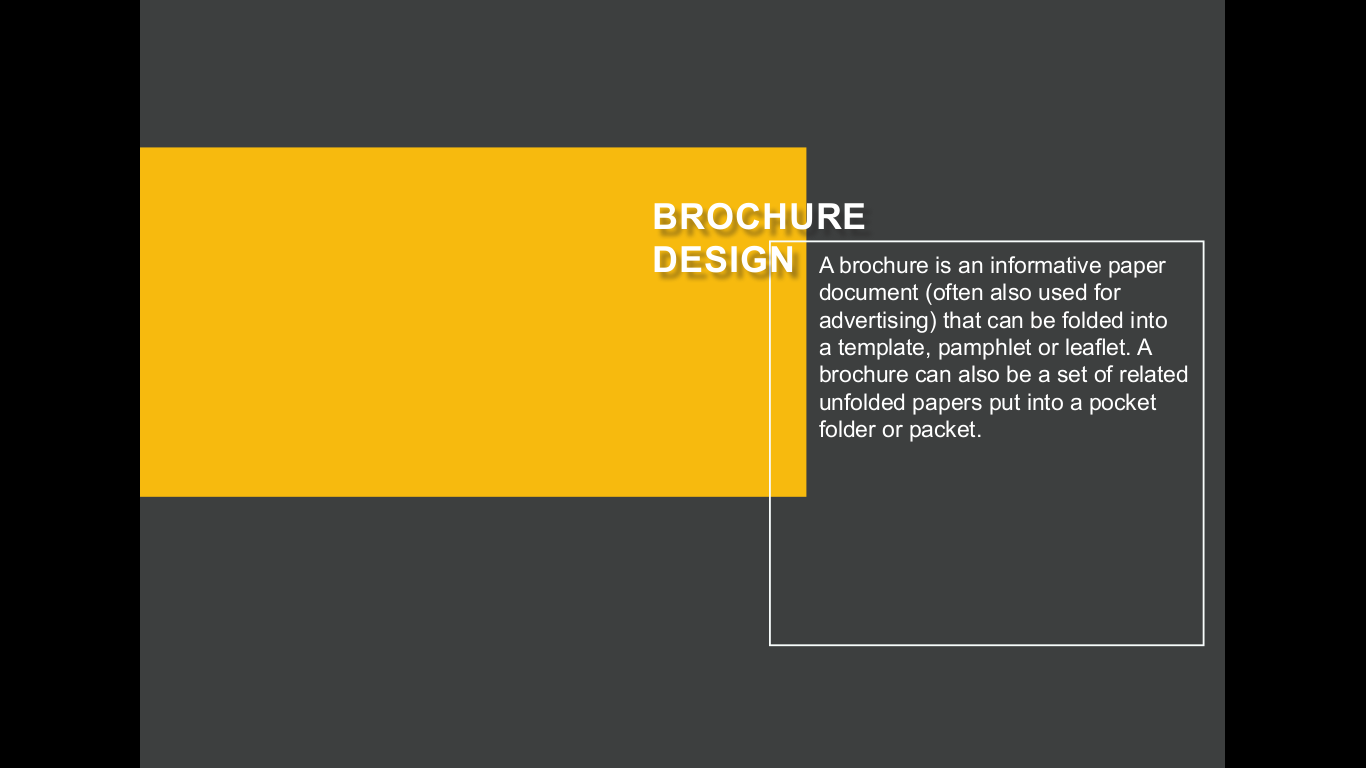 BROCHURE
DESIGN
A brochure is an informative paper
document (often also used for
advertising) that can be folded into
a template, pamphlet or leaflet. A
brochure can also be a set of related
unfolded papers put into a pocket
folder or packet.